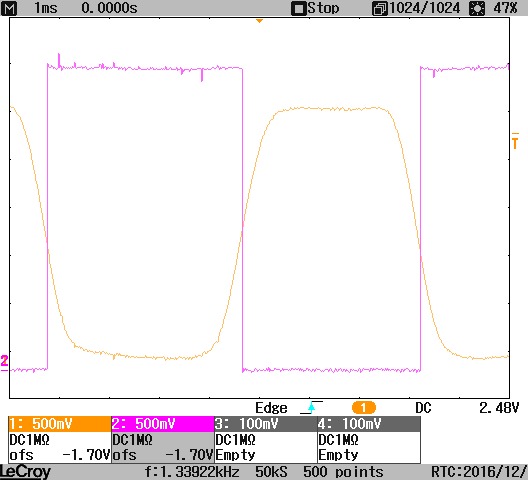 M 1ms 0.0000s Stop 1024/1024 47%
T
2
Edge 1 DC 2.48V
1: 500mV 2: 500mV 3: 100mV 4: 100mV
DC1MΩ DC1MΩ DC1MΩ DC1MΩ
ofs -1.70V ofs -1.70V Empty Empty
LeCroy f:1.33922kHz 50kS 500 points RTC:2016/12/